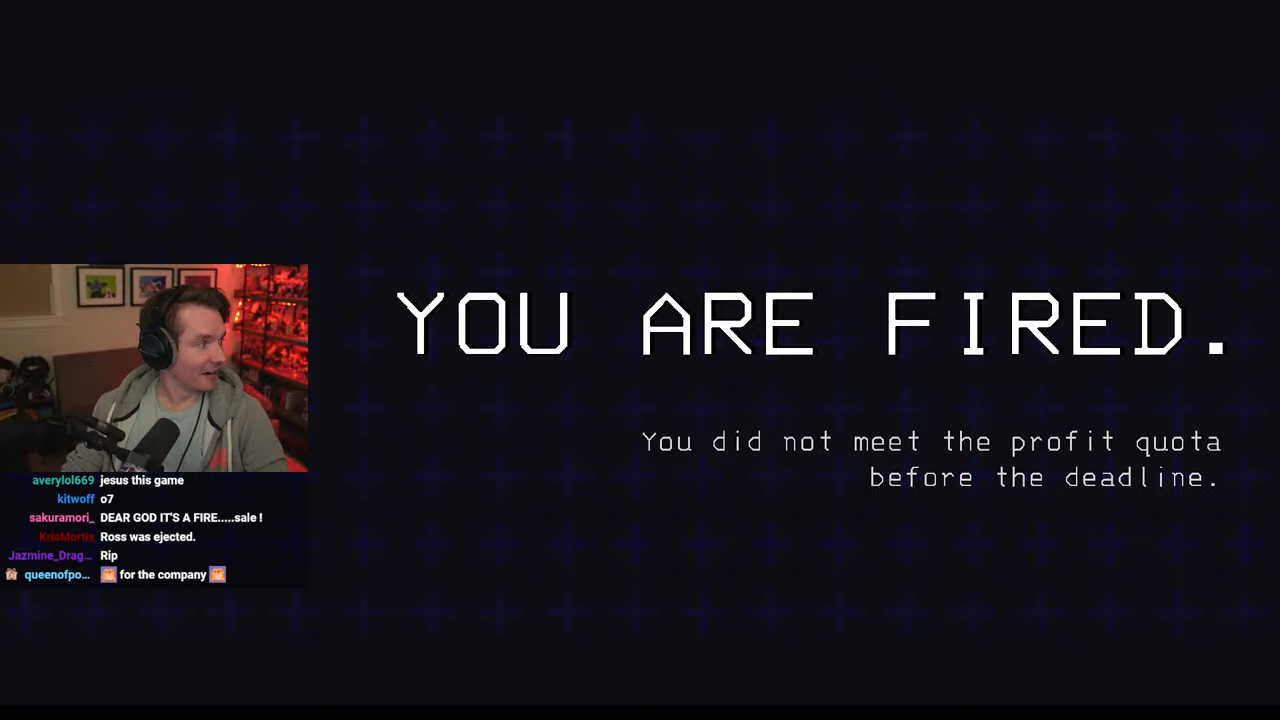 YOU ARE FIRED.
You did not meet the profit quota
before the deadline.
averylol669 jesus this game
kitwoff o7
sakuramori_ DEAR GOD IT'S A FIRE.....sale !
KrisMortix Ross was ejected.
Jazmine_Drag... Rip
queenofpo... for the company